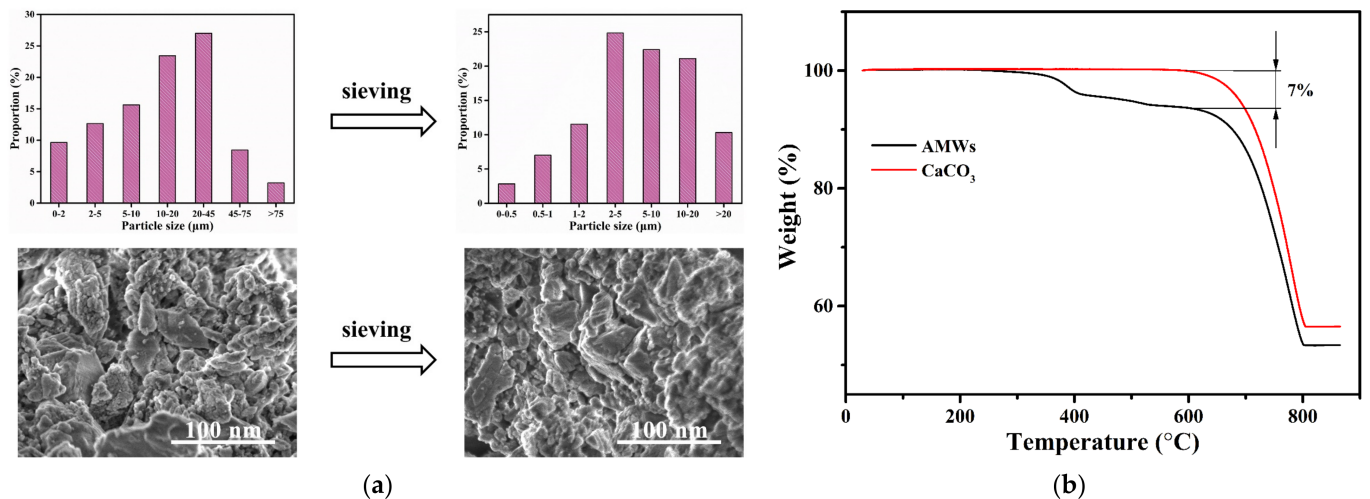 30
25
20
15
10
5
0
Proportion (%)
0-2 2-5 5-10 10-20 20-45 45-75 >75
Particle size (μm)
sieving
25
20
15
10
5
0
Proportion (%)
0-0.5 0.5-1 1-2 2-5 5-10 10-20 >20
Particle size (μm)
100 nm
sieving
100 nm
(a)
100
80
60
Weight (%)
7%
AMWs
CaCO₃
0 200 400 600 800
Temperature (°C)
(b)